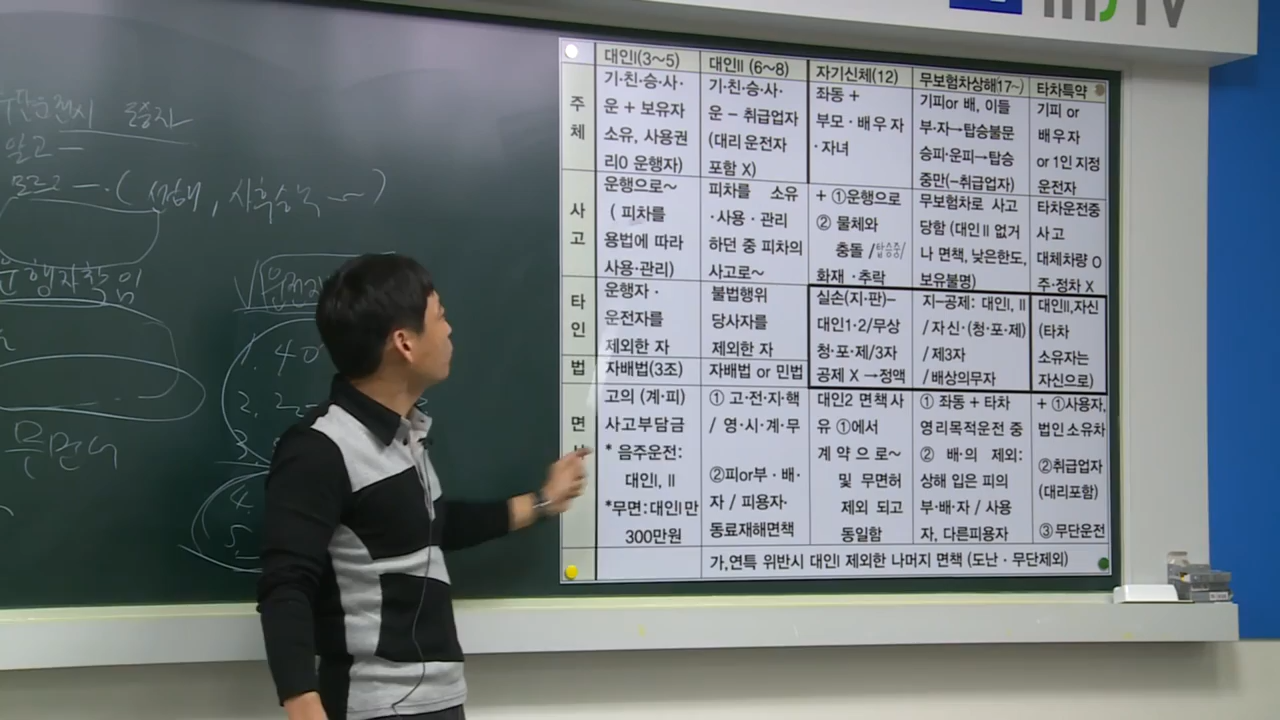 알고 —
모르고 —
운행자책임
1. 40
2. 2
3.
4.
5.
대인I(3~5) 대인II (6~8) 자기신체(12) 무보험차상해(17~) 타차특약
주체
기·친·승·사·
운 + 보유자
소유, 사용권
리0 운행자)
기·친·승·사·
운 – 취급업자
(대리 운전자
포함 X)
좌동 +
부모 · 배우 자
· 자녀
기피or 배, 이들
부·자→탑승불문
승피·운피→탑승
중만(-취급업자)
기피 or
배우자
or 1인 지정
운전자
사고
운행으로~
( 피차를
용법에 따라
사용·관리)
피차를 소유
·사용 · 관리
하던 중 피차의
사고로~
+ ①운행으로
② 물체와
충돌 /탑승중/
화재 ·추락
무보험차로 사고
당함 (대인II 없거
나 면책, 낮은한도,
보유불명)
타차운전중
사고
대체차량 O
주·정차 X
타인
운행자 ·
운전자를
제외한 자
불법행위
당사자를
제외한 자
실손(지·판)–
대인1·2/무상
청·포·제/3자
공제 X →정액
지–공제: 대인I, II
/ 자신·(청·포·제)
/ 제3자
/ 배상의무자
대인II,자신
(타차
소유자는
자신으로)
법
자배법(3조)
자배법 or 민법
면
고의 (계·피)
사고부담금
* 음주운전:
대인I, II
*무면:대인I만
300만원
① 고·전·지·핵
/ 영·시·계·무
②피or부 · 배·
자 / 피용자·
동료재해면책
대인2 면책 사
유 ①에서
계 약 으 로~
및 무면허
제외 되고
동일함
① 좌동 + 타차
영리목적운전 중
② 배·의 제외:
상해 입은 피의
부·배·자 / 사용
자, 다른피용자
+ ①사용자,
법인 소유차
②취급업자
(대리포함)
③ 무단운전
가,연특 위반시 대인I 제외한 나머지 면책 (도난 · 무단제외)